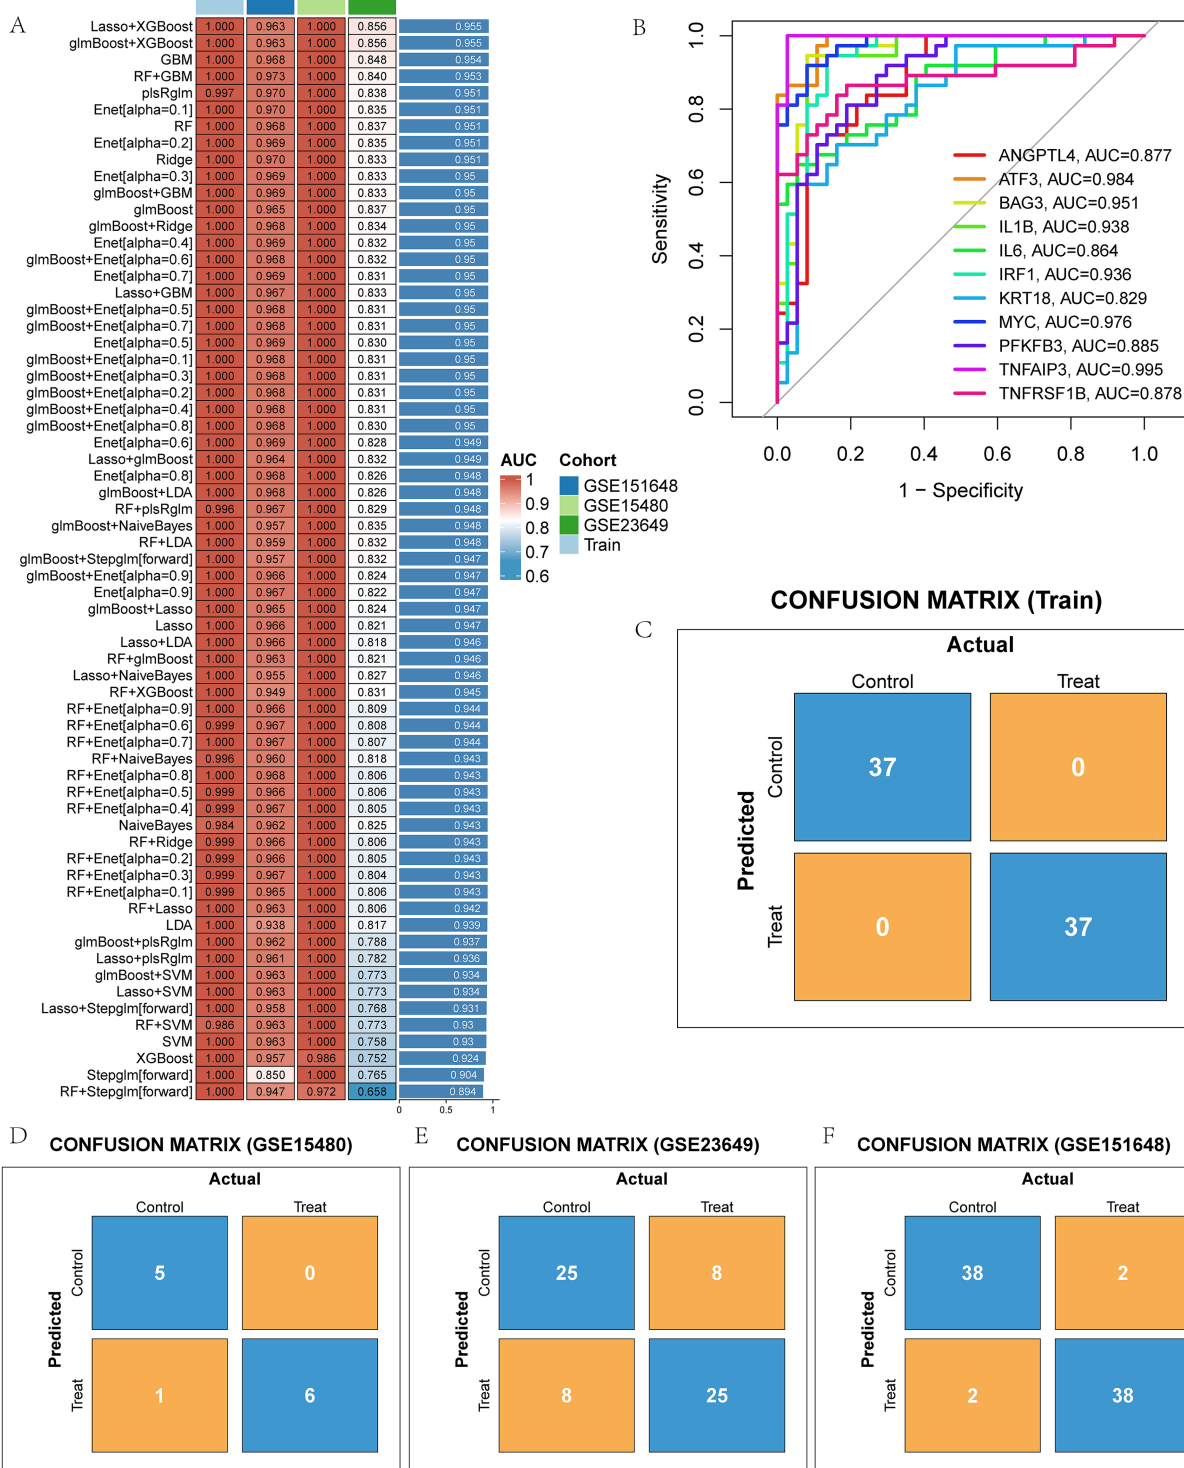 A
Lasso+XGBoost 1.000 0.963 1.000 0.856 0.955
glmBoost+XGBoost 1.000 0.963 1.000 0.856 0.955
GBM 1.000 0.968 1.000 0.848 0.954
RF+GBM 1.000 0.973 1.000 0.840 0.953
plsRglm 0.997 0.970 1.000 0.838 0.951
Enet[alpha=0.1] 1.000 0.970 1.000 0.835 0.951
RF 1.000 0.968 1.000 0.837 0.951
Enet[alpha=0.2] 1.000 0.969 1.000 0.835 0.951
Ridge 1.000 0.970 1.000 0.833 0.951
Enet[alpha=0.3] 1.000 0.969 1.000 0.833 0.95
glmBoost+GBM 1.000 0.969 1.000 0.833 0.95
glmBoost 1.000 0.965 1.000 0.837 0.95
glmBoost+Ridge 1.000 0.968 1.000 0.834 0.95
Enet[alpha=0.4] 1.000 0.969 1.000 0.832 0.95
glmBoost+Enet[alpha=0.6] 1.000 0.968 1.000 0.832 0.95
Enet[alpha=0.7] 1.000 0.969 1.000 0.831 0.95
Lasso+GBM 1.000 0.967 1.000 0.833 0.95
glmBoost+Enet[alpha=0.5] 1.000 0.968 1.000 0.831 0.95
glmBoost+Enet[alpha=0.7] 1.000 0.968 1.000 0.831 0.95
Enet[alpha=0.5] 1.000 0.969 1.000 0.830 0.95
glmBoost+Enet[alpha=0.1] 1.000 0.968 1.000 0.831 0.95
glmBoost+Enet[alpha=0.3] 1.000 0.968 1.000 0.831 0.95
glmBoost+Enet[alpha=0.2] 1.000 0.968 1.000 0.831 0.95
glmBoost+Enet[alpha=0.4] 1.000 0.968 1.000 0.831 0.95
glmBoost+Enet[alpha=0.8] 1.000 0.968 1.000 0.830 0.95
Enet[alpha=0.6] 1.000 0.969 1.000 0.828 0.949
Lasso+glmBoost 1.000 0.964 1.000 0.832 0.949
Enet[alpha=0.8] 1.000 0.968 1.000 0.826 0.948
glmBoost+LDA 1.000 0.968 1.000 0.826 0.948
RF+plsRglm 0.996 0.967 1.000 0.829 0.948
glmBoost+NaiveBayes 1.000 0.957 1.000 0.835 0.948
RF+LDA 1.000 0.959 1.000 0.832 0.948
glmBoost+Stepglm[forward] 1.000 0.957 1.000 0.832 0.947
glmBoost+Enet[alpha=0.9] 1.000 0.966 1.000 0.824 0.947
Enet[alpha=0.9] 1.000 0.967 1.000 0.822 0.947
glmBoost+Lasso 1.000 0.965 1.000 0.824 0.947
Lasso 1.000 0.966 1.000 0.821 0.947
Lasso+LDA 1.000 0.966 1.000 0.818 0.946
RF+glmBoost 1.000 0.963 1.000 0.821 0.946
Lasso+NaiveBayes 1.000 0.955 1.000 0.827 0.946
RF+XGBoost 1.000 0.949 1.000 0.831 0.945
RF+Enet[alpha=0.9] 1.000 0.966 1.000 0.809 0.944
RF+Enet[alpha=0.6] 0.999 0.967 1.000 0.808 0.944
RF+Enet[alpha=0.7] 1.000 0.967 1.000 0.807 0.944
RF+NaiveBayes 0.996 0.960 1.000 0.818 0.943
RF+Enet[alpha=0.8] 1.000 0.968 1.000 0.806 0.943
RF+Enet[alpha=0.5] 0.999 0.966 1.000 0.806 0.943
RF+Enet[alpha=0.4] 0.999 0.967 1.000 0.805 0.943
NaiveBayes 0.984 0.962 1.000 0.825 0.943
RF+Ridge 0.999 0.966 1.000 0.806 0.943
RF+Enet[alpha=0.2] 0.999 0.966 1.000 0.805 0.943
RF+Enet[alpha=0.3] 0.999 0.967 1.000 0.804 0.943
RF+Enet[alpha=0.1] 0.999 0.965 1.000 0.806 0.943
RF+Lasso 1.000 0.963 1.000 0.806 0.942
LDA 1.000 0.938 1.000 0.817 0.939
glmBoost+plsRglm 1.000 0.962 1.000 0.788 0.937
Lasso+plsRglm 1.000 0.961 1.000 0.782 0.936
glmBoost+SVM 1.000 0.963 1.000 0.773 0.934
Lasso+SVM 1.000 0.963 1.000 0.773 0.934
Lasso+Stepglm[forward] 1.000 0.958 1.000 0.768 0.931
RF+SVM 0.986 0.963 1.000 0.773 0.93
SVM 1.000 0.963 1.000 0.758 0.93
XGBoost 1.000 0.957 0.986 0.752 0.924
Stepglm[forward] 1.000 0.850 1.000 0.765 0.904
RF+Stepglm[forward] 1.000 0.947 0.972 0.658 0.894
0 0.5 1
AUC
1
0.9
0.8
0.7
0.6
Cohort
GSE151648
GSE15480
GSE23649
Train
B
Sensitivity
1.0
0.8
0.6
0.4
0.2
0.0
ANGPTL4, AUC=0.877
ATF3, AUC=0.984
BAG3, AUC=0.951
IL1B, AUC=0.938
IL6, AUC=0.864
IRF1, AUC=0.936
KRT18, AUC=0.829
MYC, AUC=0.976
PFKFB3, AUC=0.885
TNFAIP3, AUC=0.995
TNFRSF1B, AUC=0.878
0.0 0.2 0.4 0.6 0.8 1.0
1 − Specificity
C
CONFUSION MATRIX (Train)
Actual
Control Treat
Predicted
Control 37 0
Treat 0 37
D
CONFUSION MATRIX (GSE15480)
Actual
Control Treat
Predicted
Control 5 0
Treat 1 6
E
CONFUSION MATRIX (GSE23649)
Actual
Control Treat
Predicted
Control 25 8
Treat 8 25
F
CONFUSION MATRIX (GSE151648)
Actual
Control Treat
Predicted
Control 38 2
Treat 2 38